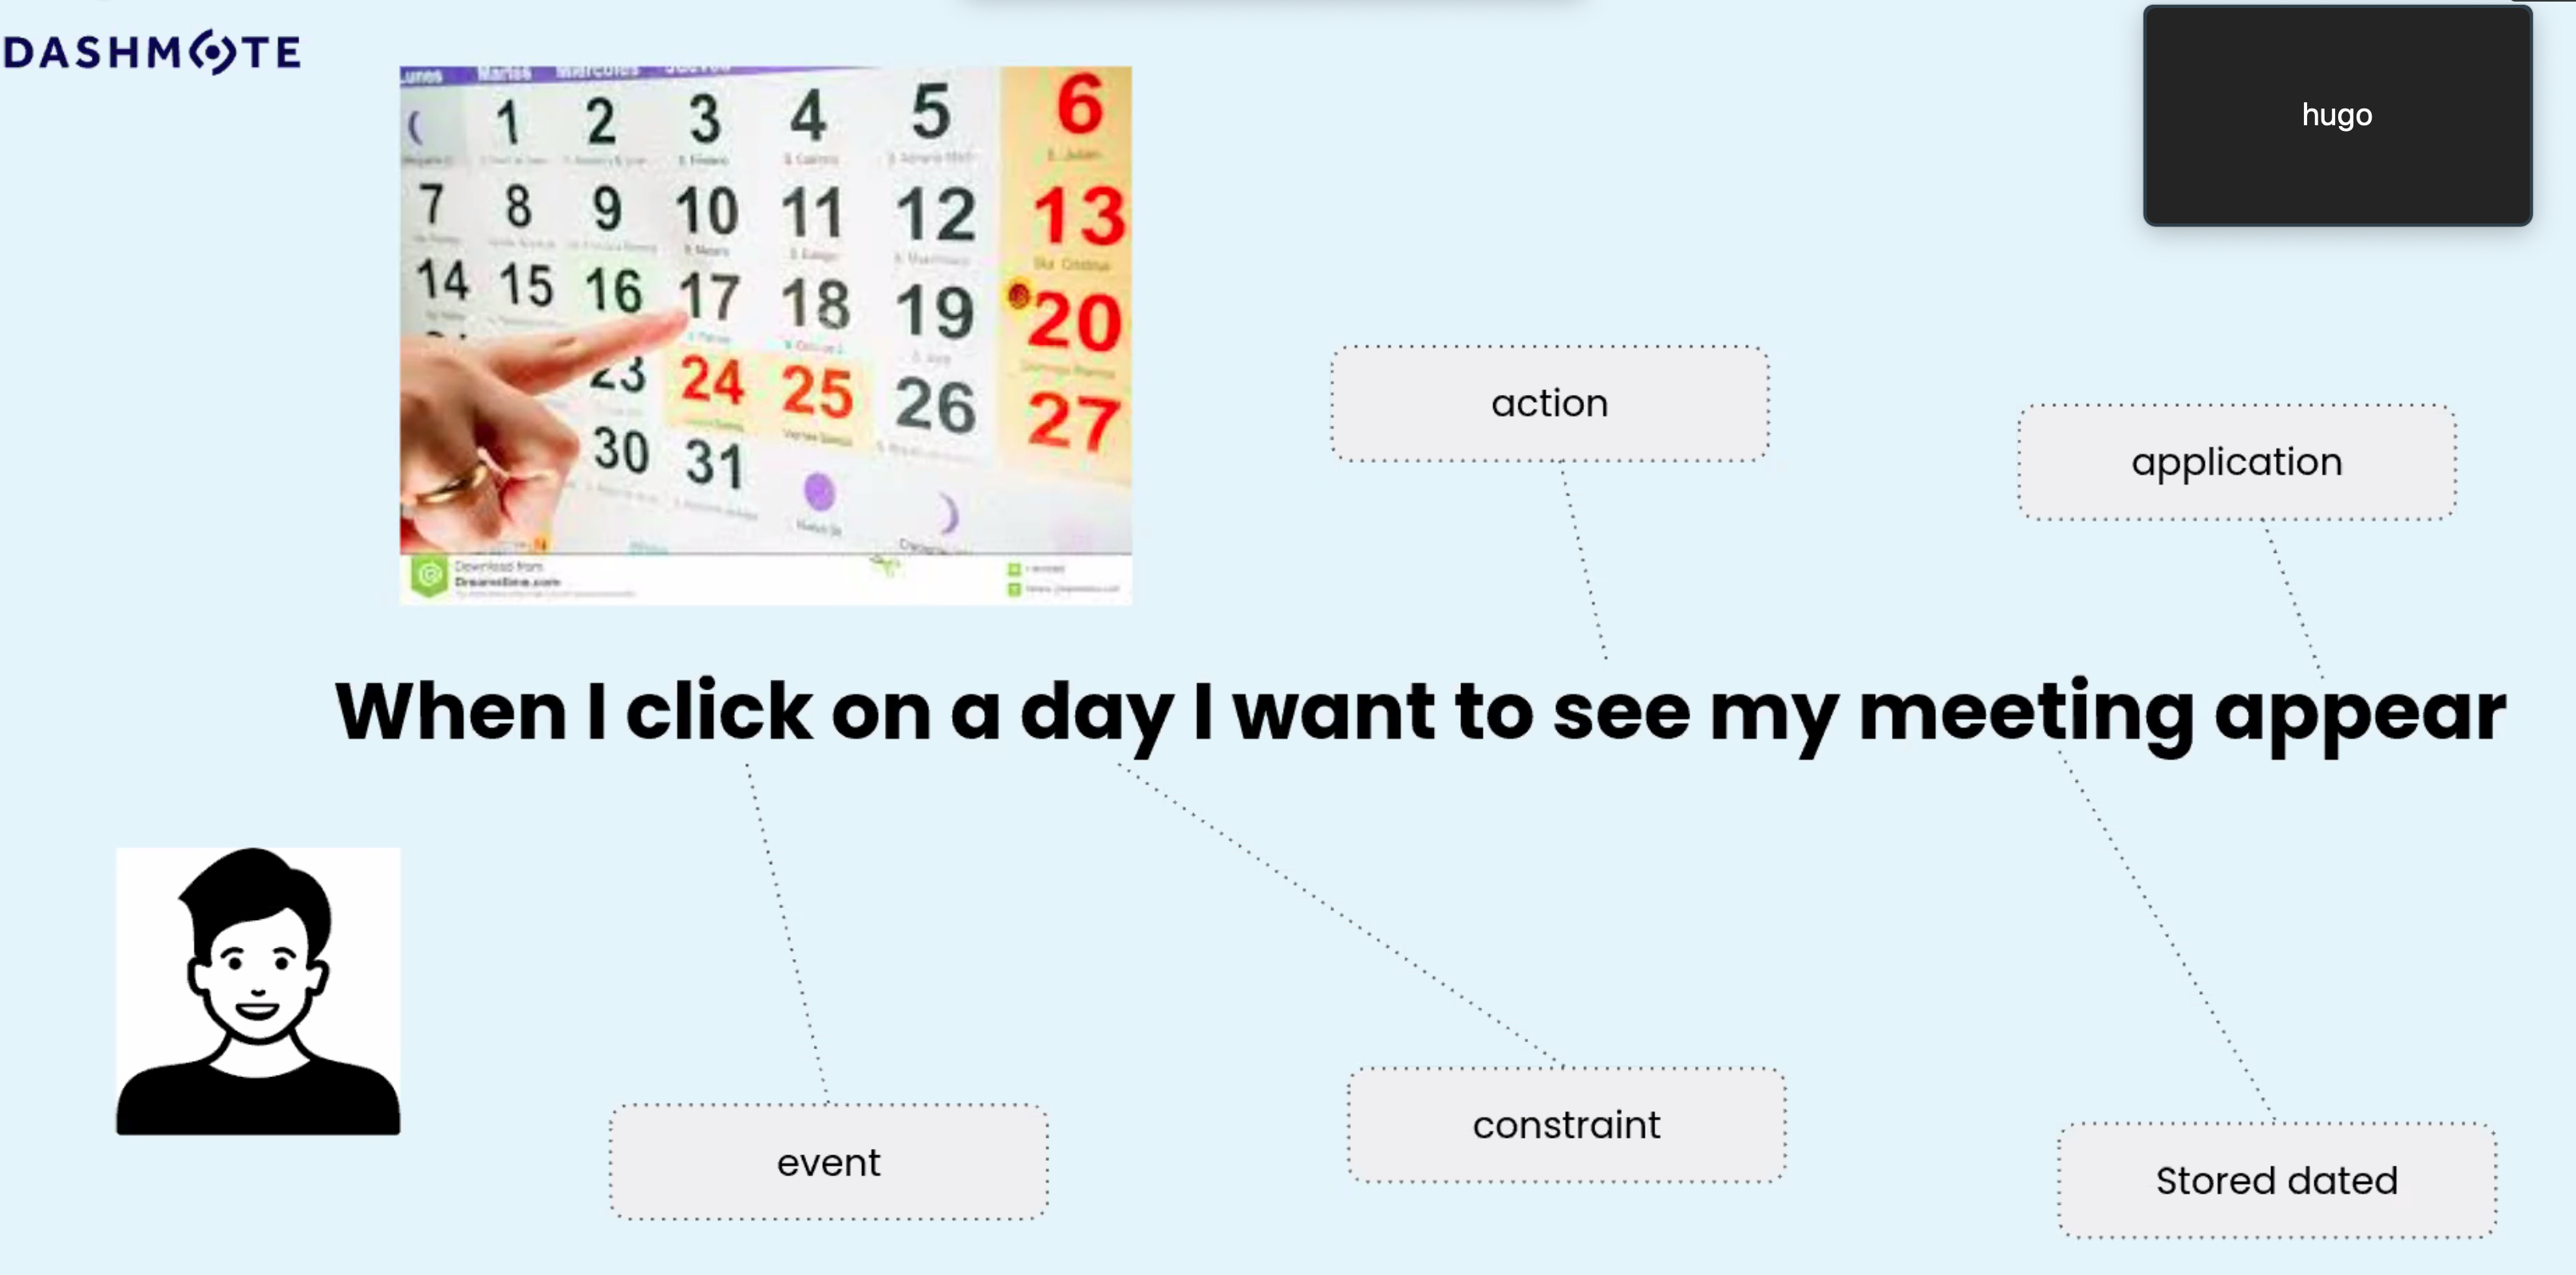 DASHMOTE
hugo
Lunes Martes Miércoles Jueves
1 2 3 4 5 6
7 8 9 10 11 12 13
14 15 16 17 18 19 20
23 24 25 26 27
30 31
Download from
Dreamstime.com
action
application
When I click on a day I want to see my meeting appear
event
constraint
Stored dated